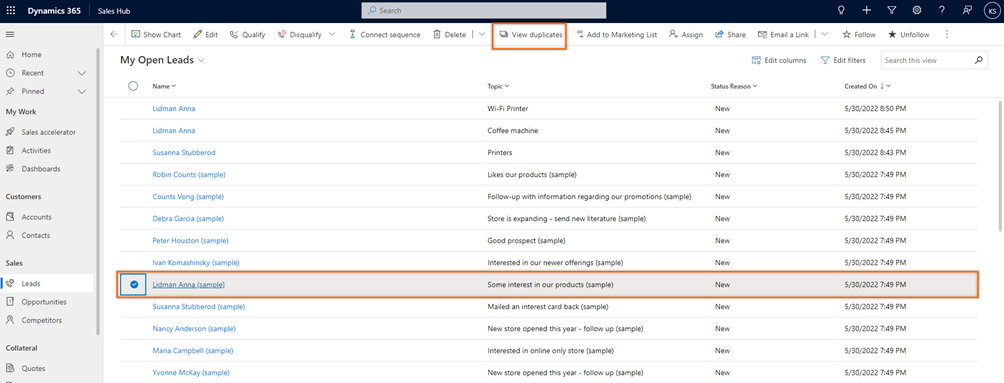 Dynamics 365 Sales Hub Search KS
Show Chart Edit Qualify Disqualify Connect sequence Delete View duplicates Add to Marketing List Assign Share Email a Link Follow Unfollow
Home
Recent
Pinned
My Work
Sales accelerator
Activities
Dashboards
Customers
Accounts
Contacts
Sales
Leads
Opportunities
Competitors
Collateral
Quotes
My Open Leads Edit columns Edit filters Search this view
Name Topic Status Reason Created On
Lidman Anna Wi-Fi Printer New 5/30/2022 8:50 PM
Lidman Anna Coffee machine New 5/30/2022 8:45 PM
Susanna Stubberod Printers New 5/30/2022 8:43 PM
Robin Counts (sample) Likes our products (sample) New 5/30/2022 7:49 PM
Counts Vong (sample) Follow-up with information regarding our promotions (sample) New 5/30/2022 7:49 PM
Debra Garcia (sample) Store is expanding - send new literature (sample) New 5/30/2022 7:49 PM
Peter Houston (sample) Good prospect (sample) New 5/30/2022 7:49 PM
Ivan Komashinsky (sample) Interested in our newer offerings (sample) New 5/30/2022 7:49 PM
Lidman Anna (sample) Some interest in our products (sample) New 5/30/2022 7:49 PM
Susanna Stubberod (sample) Mailed an interest card back (sample) New 5/30/2022 7:49 PM
Nancy Anderson (sample) New store opened this year - follow up (sample) New 5/30/2022 7:49 PM
Maria Campbell (sample) Interested in online only store (sample) New 5/30/2022 7:49 PM
Yvonne McKay (sample) New store opened this year - follow up (sample) New 5/30/2022 7:49 PM